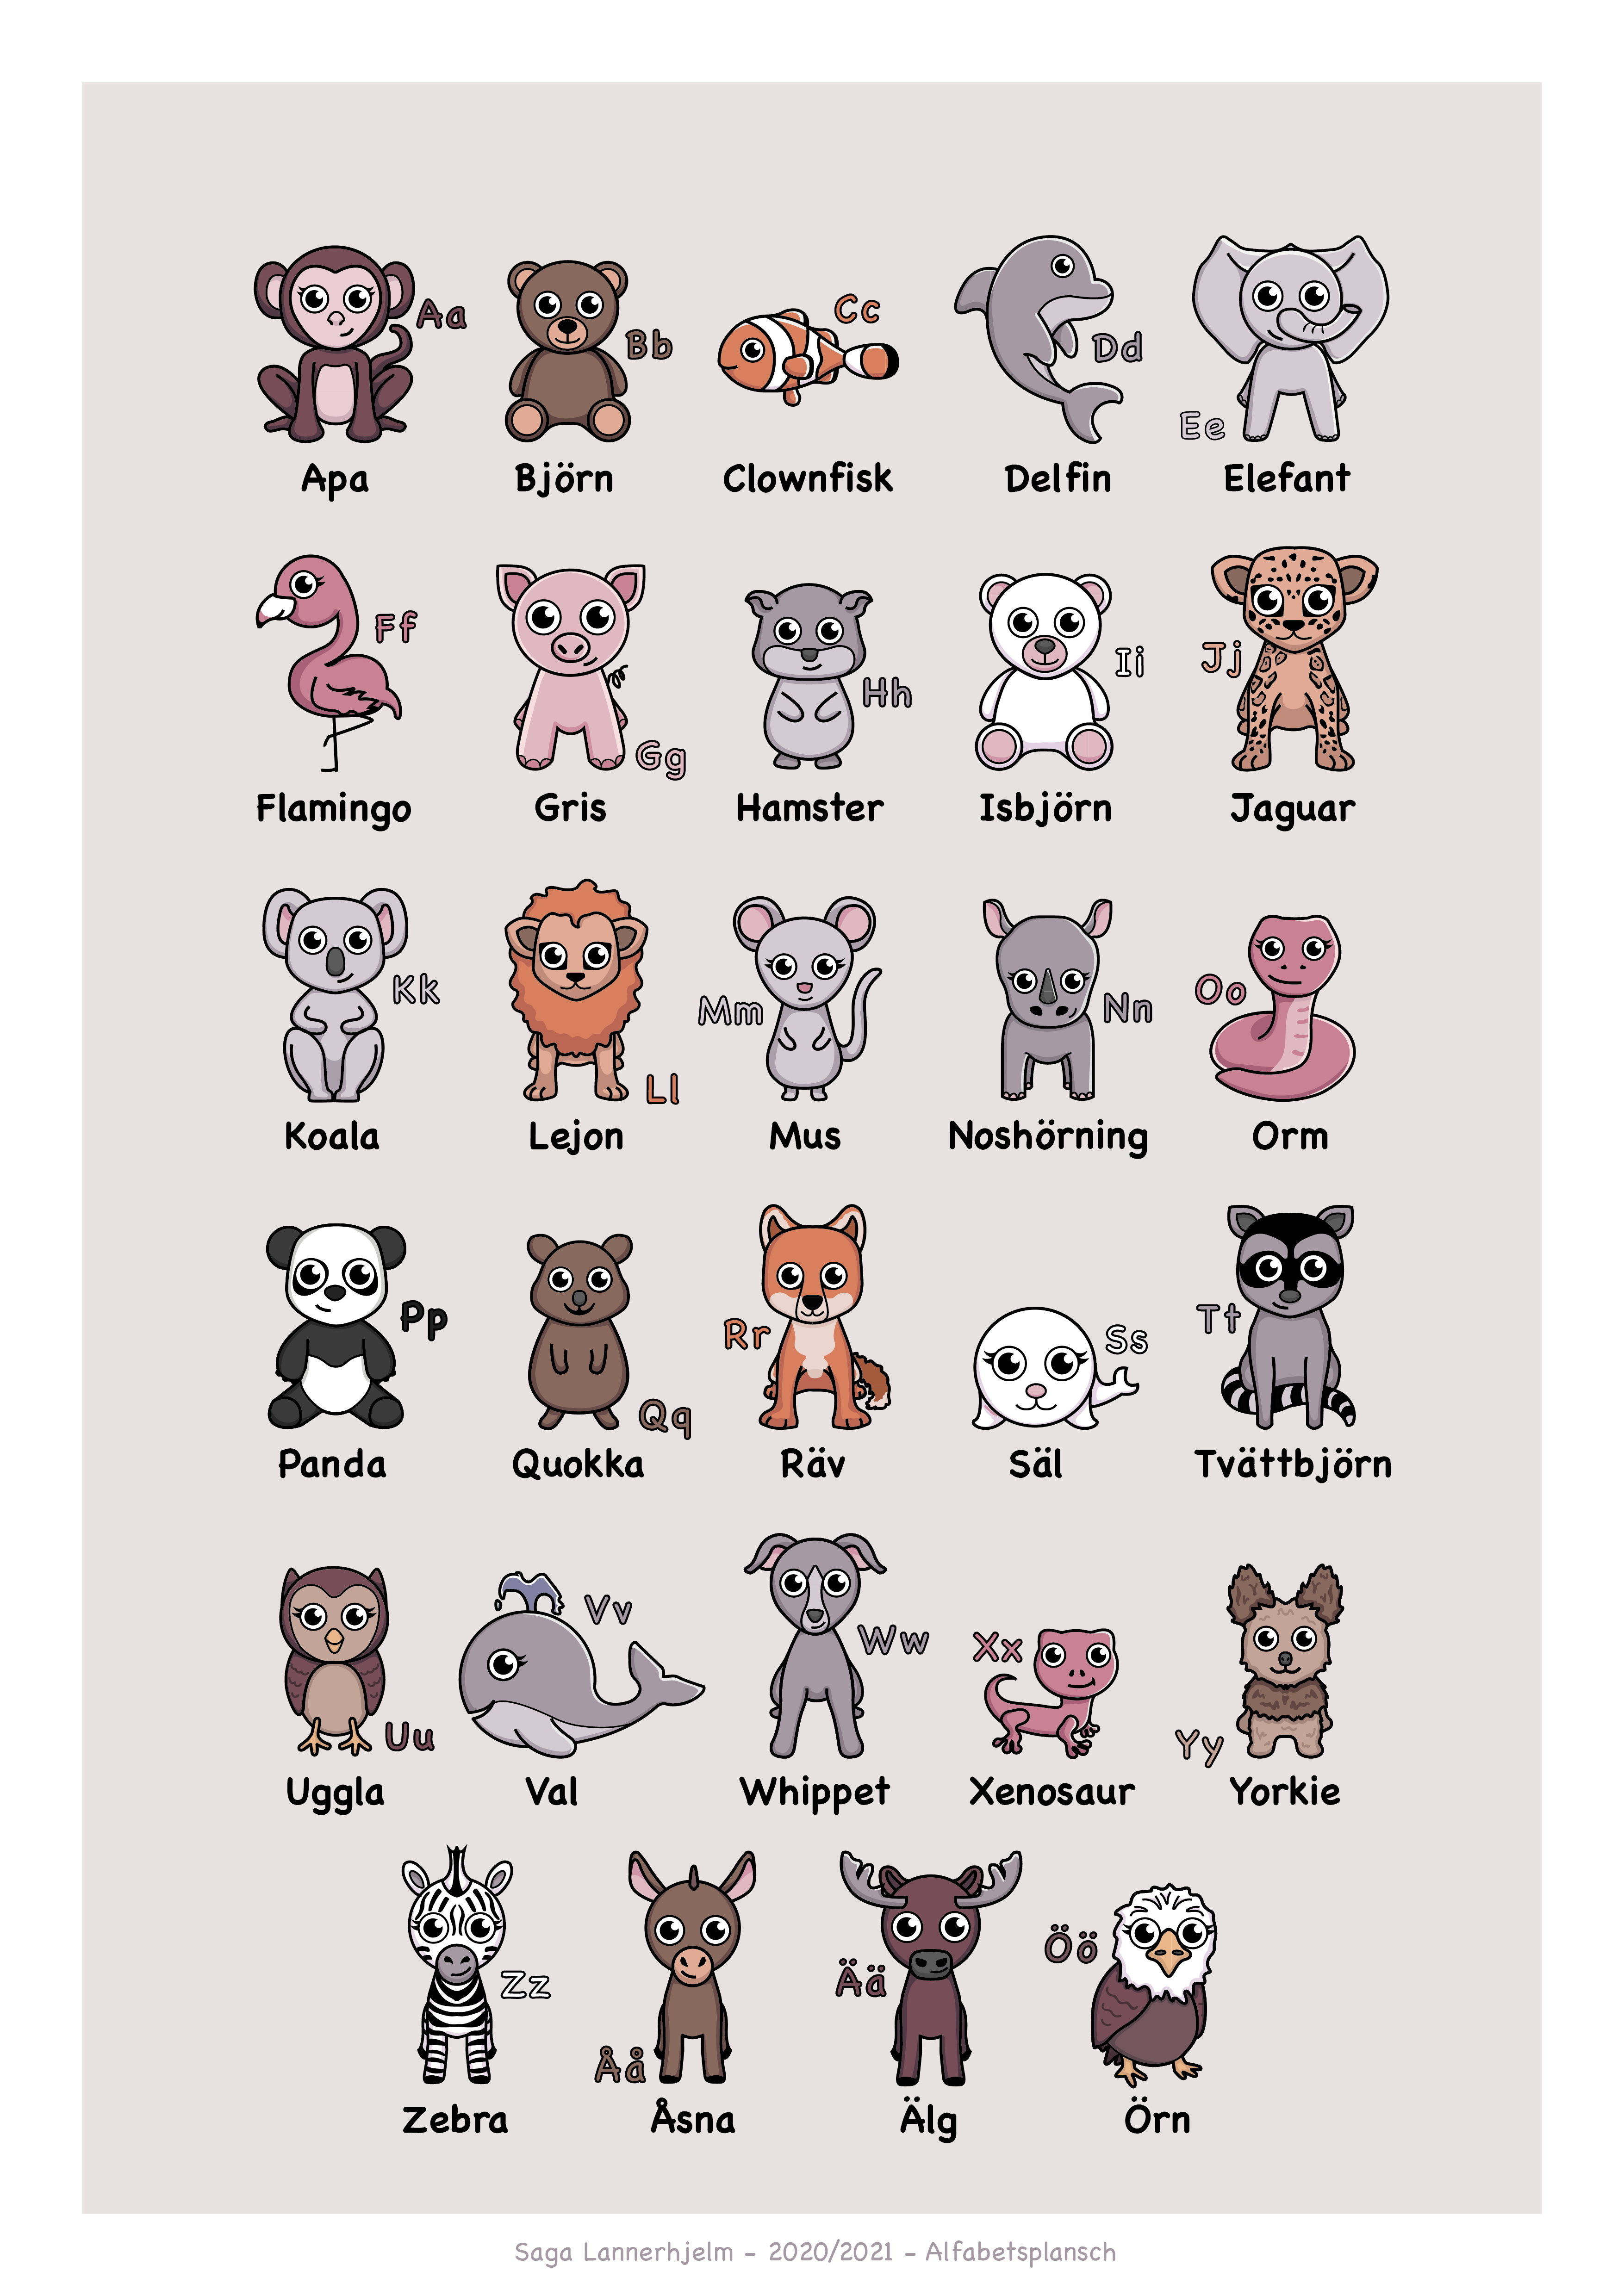 Aa
Apa
Bb
Björn
Cc
Clownfisk
Dd
Delfin
Ee
Elefant
Ff
Flamingo
Gg
Gris
Hh
Hamster
Ii
Isbjörn
Jj
Jaguar
Kk
Koala
Ll
Lejon
Mm
Mus
Nn
Noshörning
Oo
Orm
Pp
Panda
Qq
Quokka
Rr
Räv
Ss
Säl
Tt
Tvättbjörn
Uu
Uggla
Vv
Val
Ww
Whippet
Xx
Xenosaur
Yy
Yorkie
Zz
Zebra
Åå
Åsna
Ää
Älg
Öö
Örn
Saga Lannerhjelm - 2020/2021 - Alfabetsplansch